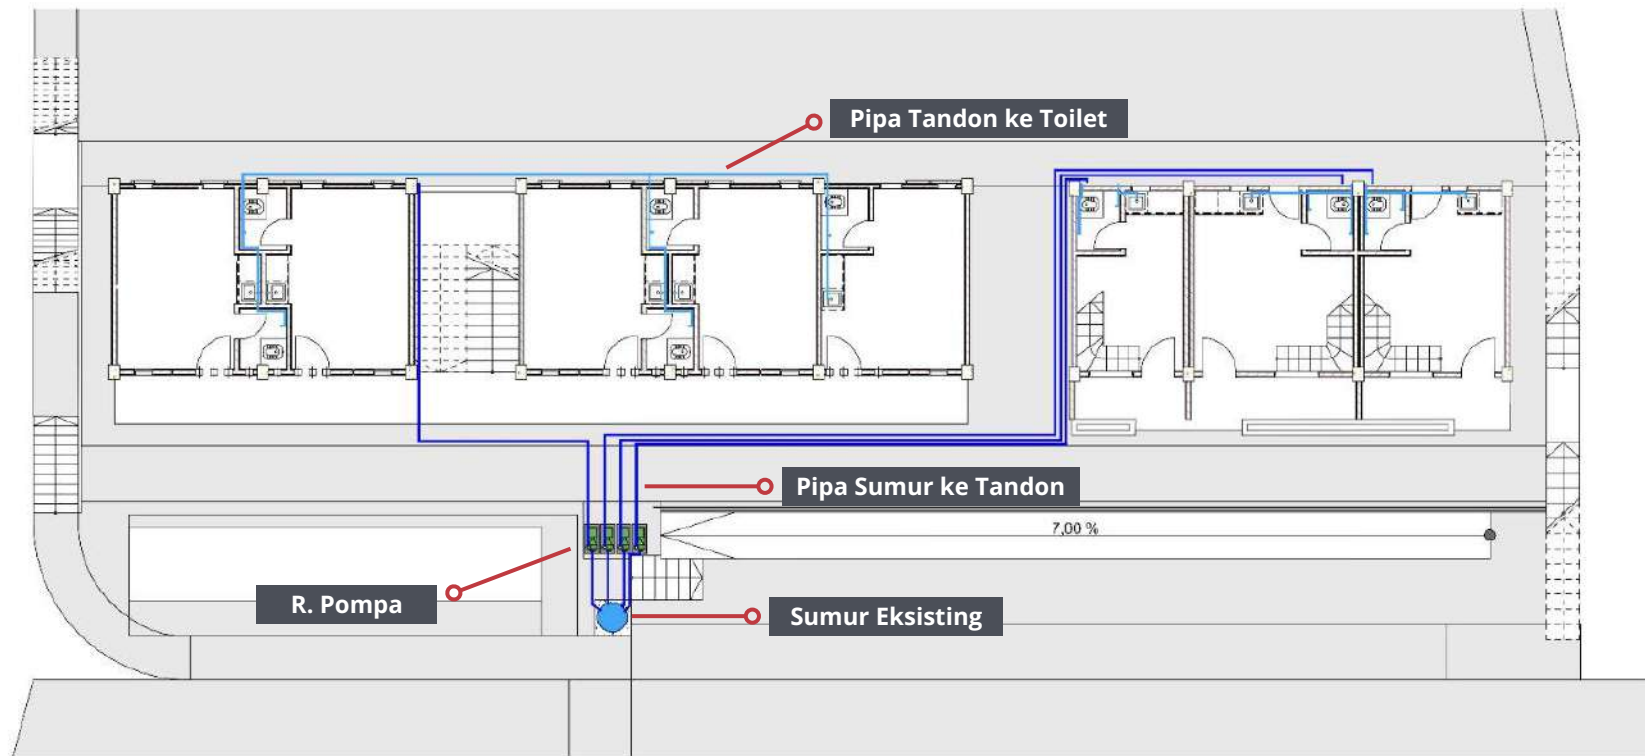 Pipa Tandon ke Toilet
Pipa Sumur ke Tandon
7,00 %
R. Pompa
Sumur Eksisting